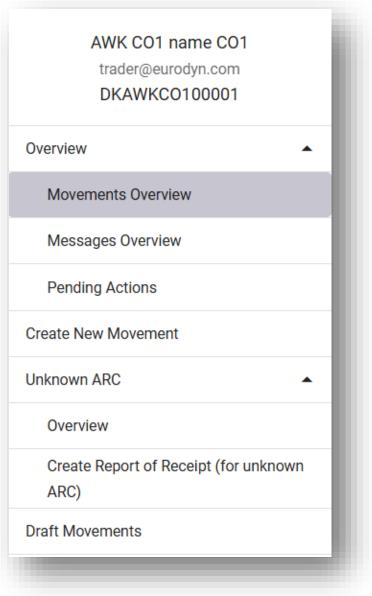 AWK CO1 name CO1
trader@eurodyn.com
DKAWKCO100001
Overview
Movements Overview
Messages Overview
Pending Actions
Create New Movement
Unknown ARC
Overview
Create Report of Receipt (for unknown
ARC)
Draft Movements